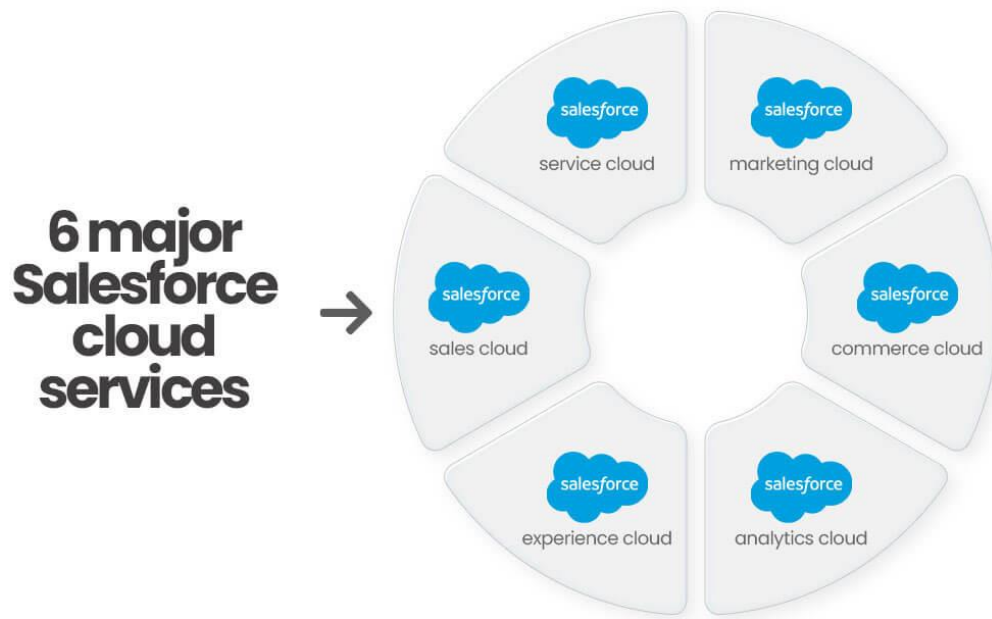 6 major
Salesforce
cloud
services
salesforce
service cloud
salesforce
marketing cloud
salesforce
sales cloud
salesforce
commerce cloud
salesforce
experience cloud
salesforce
analytics cloud